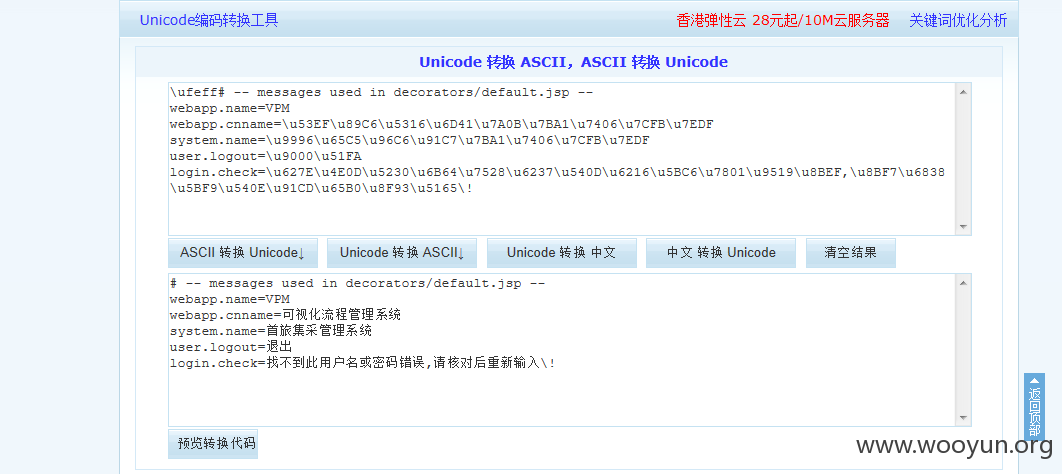 Unicode编码转换工具 香港弹性云 28元起/10M云服务器 关键词优化分析
Unicode 转换 ASCII，ASCII 转换 Unicode
\ufeff# -- messages used in decorators/default.jsp --
webapp.name=VPM
webapp.cnname=\u53EF\u89C6\u5316\u6D41\u7A0B\u7BA1\u7406\u7CFB\u7EDF
system.name=\u9996\u65C5\u96C6\u91C7\u7BA1\u7406\u7CFB\u7EDF
user.logout=\u9000\u51FA
login.check=\u627E\u4E0D\u5230\u6B64\u7528\u6237\u540D\u6216\u5BC6\u7801\u9519\u8BEF,\u8BF7\u6838
\u5BF9\u540E\u91CD\u65B0\u8F93\u5165\!
ASCII 转换 Unicode↓ Unicode 转换 ASCII↓ Unicode 转换 中文 中文 转换 Unicode 清空结果
# -- messages used in decorators/default.jsp --
webapp.name=VPM
webapp.cnname=可视化流程管理系统
system.name=首旅集采管理系统
user.logout=退出
login.check=找不到此用户名或密码错误,请核对后重新输入\!
返回顶部
预览转换代码
www.wooyun.org